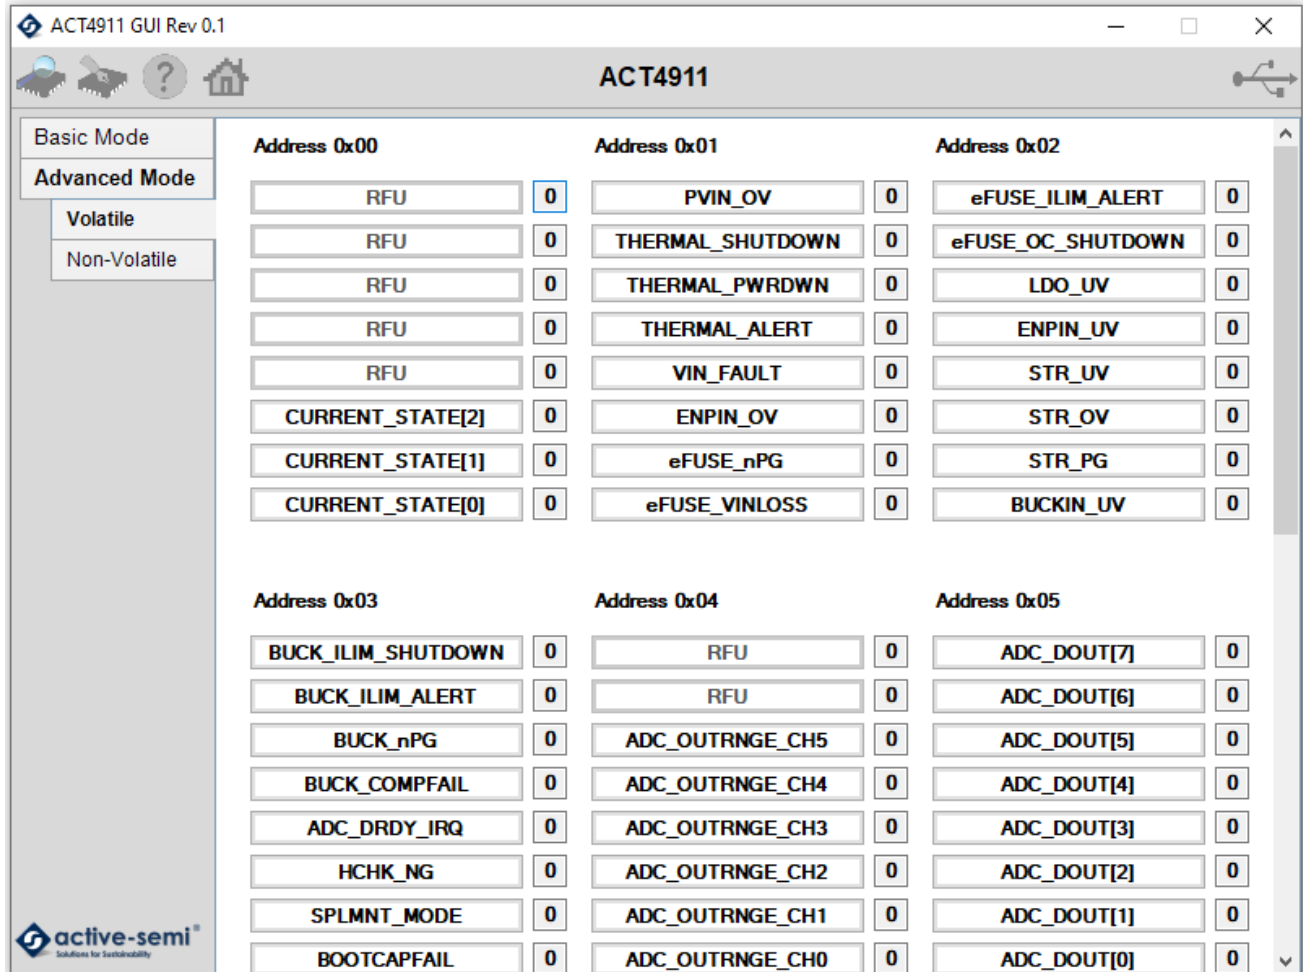 ACT4911 GUI Rev 0.1
?
ACT4911
Basic Mode
Advanced Mode
Volatile
Non-Volatile
Address 0x00 Address 0x01 Address 0x02
RFU 0 PVIN_OV 0 eFUSE_ILIM_ALERT 0
RFU 0 THERMAL_SHUTDOWN 0 eFUSE_OC_SHUTDOWN 0
RFU 0 THERMAL_PWRDWN 0 LDO_UV 0
RFU 0 THERMAL_ALERT 0 ENPIN_UV 0
RFU 0 VIN_FAULT 0 STR_UV 0
CURRENT_STATE[2] 0 ENPIN_OV 0 STR_OV 0
CURRENT_STATE[1] 0 eFUSE_nPG 0 STR_PG 0
CURRENT_STATE[0] 0 eFUSE_VINLOSS 0 BUCKIN_UV 0
Address 0x03 Address 0x04 Address 0x05
BUCK_ILIM_SHUTDOWN 0 RFU 0 ADC_DOUT[7] 0
BUCK_ILIM_ALERT 0 RFU 0 ADC_DOUT[6] 0
BUCK_nPG 0 ADC_OUTRNGE_CH5 0 ADC_DOUT[5] 0
BUCK_COMPFAIL 0 ADC_OUTRNGE_CH4 0 ADC_DOUT[4] 0
ADC_DRDY_IRQ 0 ADC_OUTRNGE_CH3 0 ADC_DOUT[3] 0
HCHK_NG 0 ADC_OUTRNGE_CH2 0 ADC_DOUT[2] 0
SPLMNT_MODE 0 ADC_OUTRNGE_CH1 0 ADC_DOUT[1] 0
BOOTCAPFAIL 0 ADC_OUTRNGE_CH0 0 ADC_DOUT[0] 0
active-semi®
Solutions for Sustainability